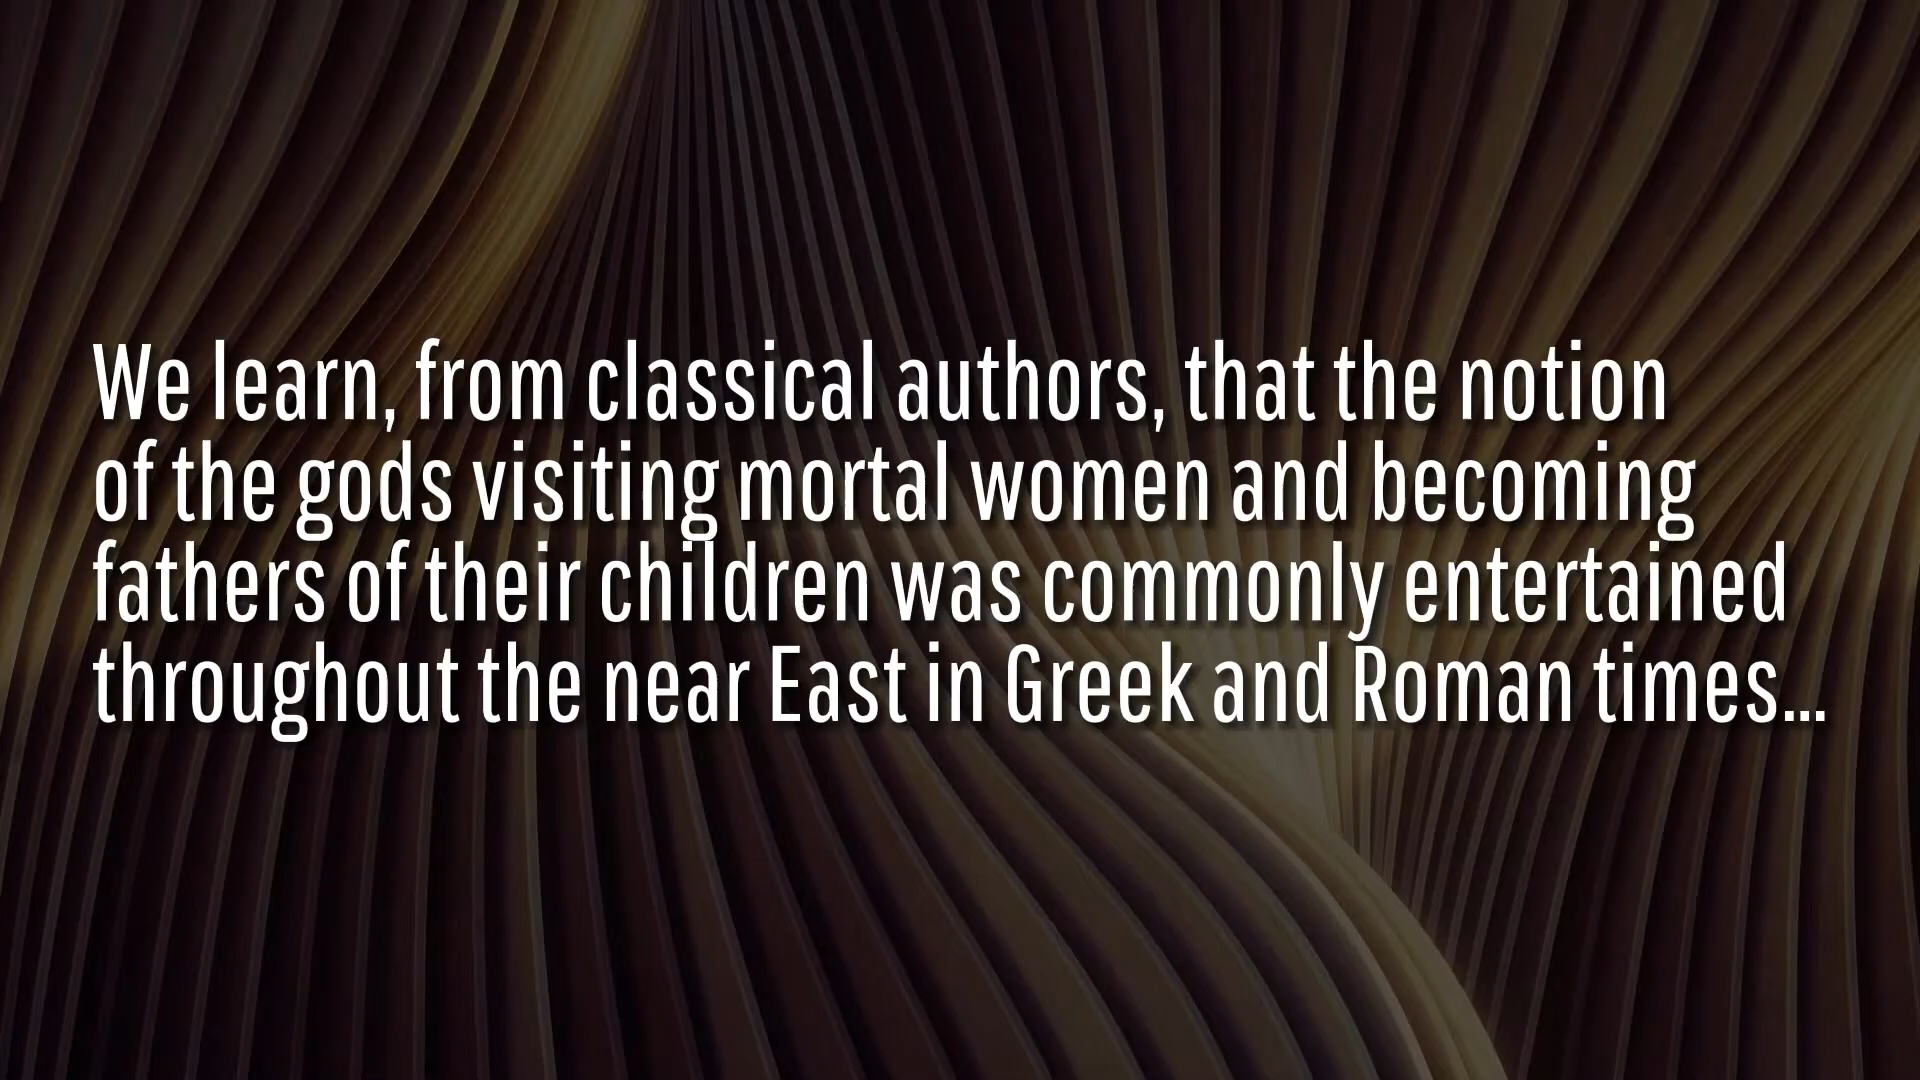 We learn, from classical authors, that the notion
of the gods visiting mortal women and becoming
fathers of their children was commonly entertained
throughout the near East in Greek and Roman times...